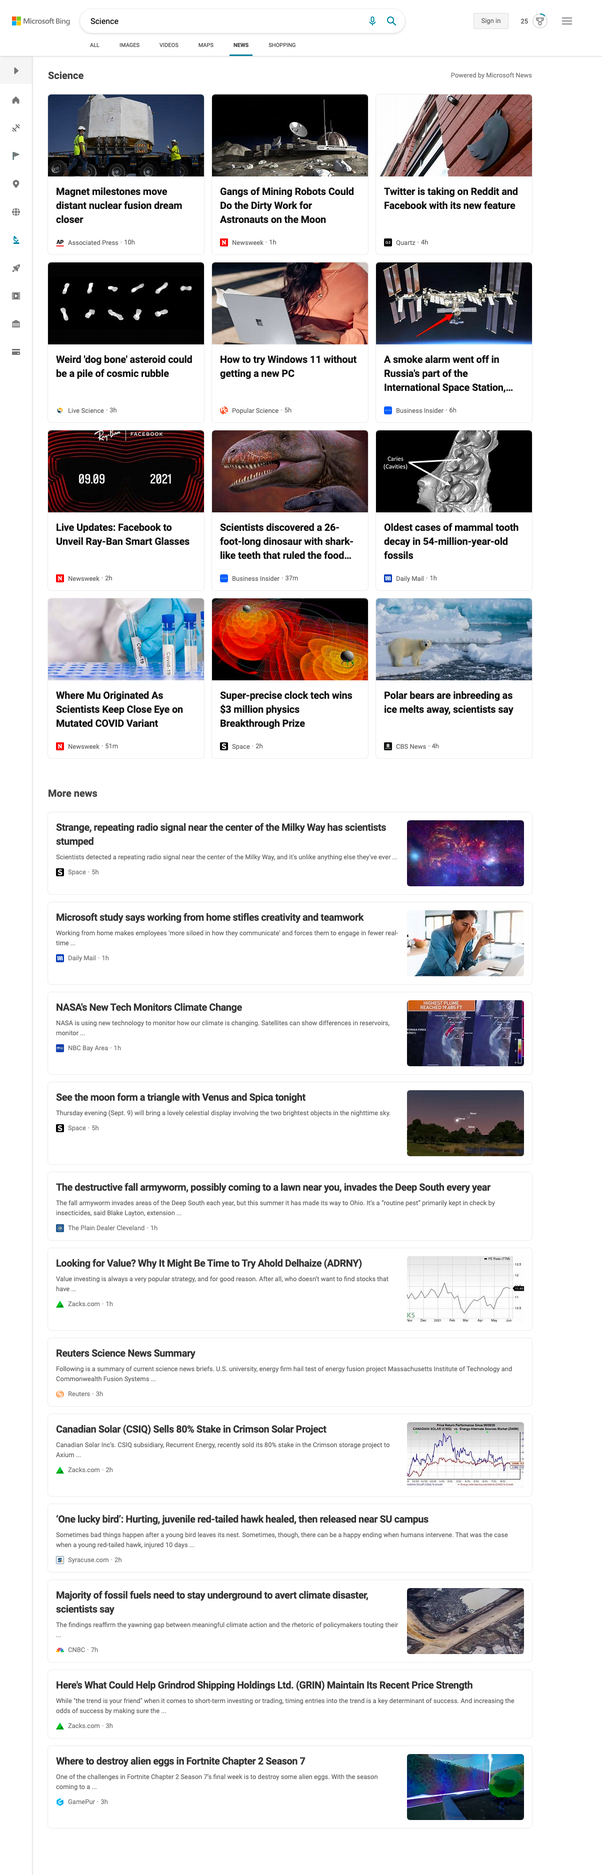 Microsoft Bing
Science
Sign in
25
ALL
IMAGES
VIDEOS
MAPS
NEWS
SHOPPING
Science
Powered by Microsoft News
Magnet milestones move
distant nuclear fusion dream
closer
AP Associated Press · 10h
Gangs of Mining Robots Could
Do the Dirty Work for
Astronauts on the Moon
N Newsweek · 1h
Twitter is taking on Reddit and
Facebook with its new feature
Quartz · 4h
Weird 'dog bone' asteroid could
be a pile of cosmic rubble
Live Science · 3h
How to try Windows 11 without
getting a new PC
Popular Science · 5h
A smoke alarm went off in
Russia's part of the
International Space Station,...
Business Insider · 6h
Ray-Ban | FACEBOOK
09.09 2021
Live Updates: Facebook to
Unveil Ray-Ban Smart Glasses
N Newsweek · 2h
Scientists discovered a 26-
foot-long dinosaur with shark-
like teeth that ruled the food...
Business Insider · 37m
Caries
(Cavities)
Oldest cases of mammal tooth
decay in 54-million-year-old
fossils
Daily Mail · 1h
Where Mu Originated As
Scientists Keep Close Eye on
Mutated COVID Variant
N Newsweek · 51m
Super-precise clock tech wins
$3 million physics
Breakthrough Prize
S Space · 2h
Polar bears are inbreeding as
ice melts away, scientists say
CBS News · 4h
More news
Strange, repeating radio signal near the center of the Milky Way has scientists
stumped
Scientists detected a repeating radio signal near the center of the Milky Way, and it's unlike anything else they've ever ...
S Space · 5h
Microsoft study says working from home stifles creativity and teamwork
Working from home makes employees 'more siloed in how they communicate' and forces them to engage in fewer real-
time ...
Daily Mail · 1h
NASA's New Tech Monitors Climate Change
NASA is using new technology to monitor how our climate is changing. Satellites can show differences in reservoirs,
monitor ...
NBC Bay Area · 1h
HIGHEST PLUME
REACHED 19,685 FT
See the moon form a triangle with Venus and Spica tonight
Thursday evening (Sept. 9) will bring a lovely celestial display involving the two brightest objects in the nighttime sky.
S Space · 5h
The destructive fall armyworm, possibly coming to a lawn near you, invades the Deep South every year
The fall armyworm invades areas of the Deep South each year, but this summer it has made its way to Ohio. It's a "routine pest" primarily kept in check by
insecticides, said Blake Layton, extension ...
The Plain Dealer Cleveland · 1h
Looking for Value? Why It Might Be Time to Try Ahold Delhaize (ADRNY)
Value investing is always a very popular strategy, and for good reason. After all, who doesn't want to find stocks that
have ...
Zacks.com · 1h
Reuters Science News Summary
Following is a summary of current science news briefs. U.S. university, energy firm hail test of energy fusion project Massachusetts Institute of Technology and
Commonwealth Fusion Systems ...
Reuters · 3h
Canadian Solar (CSIQ) Sells 80% Stake in Crimson Solar Project
Canadian Solar Inc's. CSIQ subsidiary, Recurrent Energy, recently sold its 80% stake in the Crimson storage project to
Axium ...
Zacks.com · 2h
'One lucky bird': Hurting, juvenile red-tailed hawk healed, then released near SU campus
Sometimes bad things happen after a young bird leaves its nest. Sometimes, though, there can be a happy ending when humans intervene. That was the case
when a young red-tailed hawk, injured 10 days ...
Syracuse.com · 2h
Majority of fossil fuels need to stay underground to avert climate disaster,
scientists say
The findings reaffirm the yawning gap between meaningful climate action and the rhetoric of policymakers touting their
...
CNBC · 7h
Here's What Could Help Grindrod Shipping Holdings Ltd. (GRIN) Maintain Its Recent Price Strength
While "the trend is your friend" when it comes to short-term investing or trading, timing entries into the trend is a key determinant of success. And increasing the
odds of success by making sure the ...
Zacks.com · 3h
Where to destroy alien eggs in Fortnite Chapter 2 Season 7
One of the challenges in Fortnite Chapter 2 Season 7's final week is to destroy some alien eggs. With the season
coming to a ...
GamePur · 3h